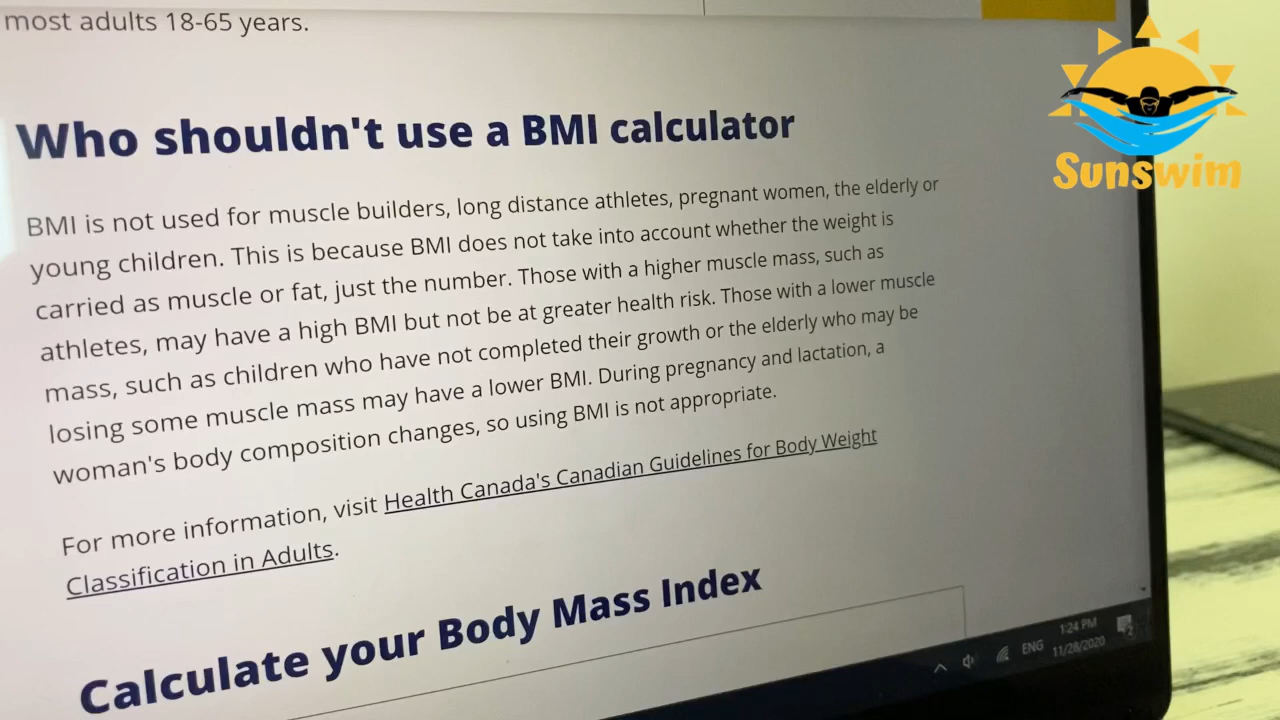 most adults 18-65 years.
Who shouldn't use a BMI calculator
BMI is not used for muscle builders, long distance athletes, pregnant women, the elderly or
young children. This is because BMI does not take into account whether the weight is
carried as muscle or fat, just the number. Those with a higher muscle mass, such as
athletes, may have a high BMI but not be at greater health risk. Those with a lower muscle
mass, such as children who have not completed their growth or the elderly who may be
losing some muscle mass may have a lower BMI. During pregnancy and lactation, a
woman's body composition changes, so using BMI is not appropriate.
For more information, visit Health Canada's Canadian Guidelines for Body Weight
Classification in Adults.
Calculate your Body Mass Index
ENG
1:24 PM
11/28/2020
2
Sunswim